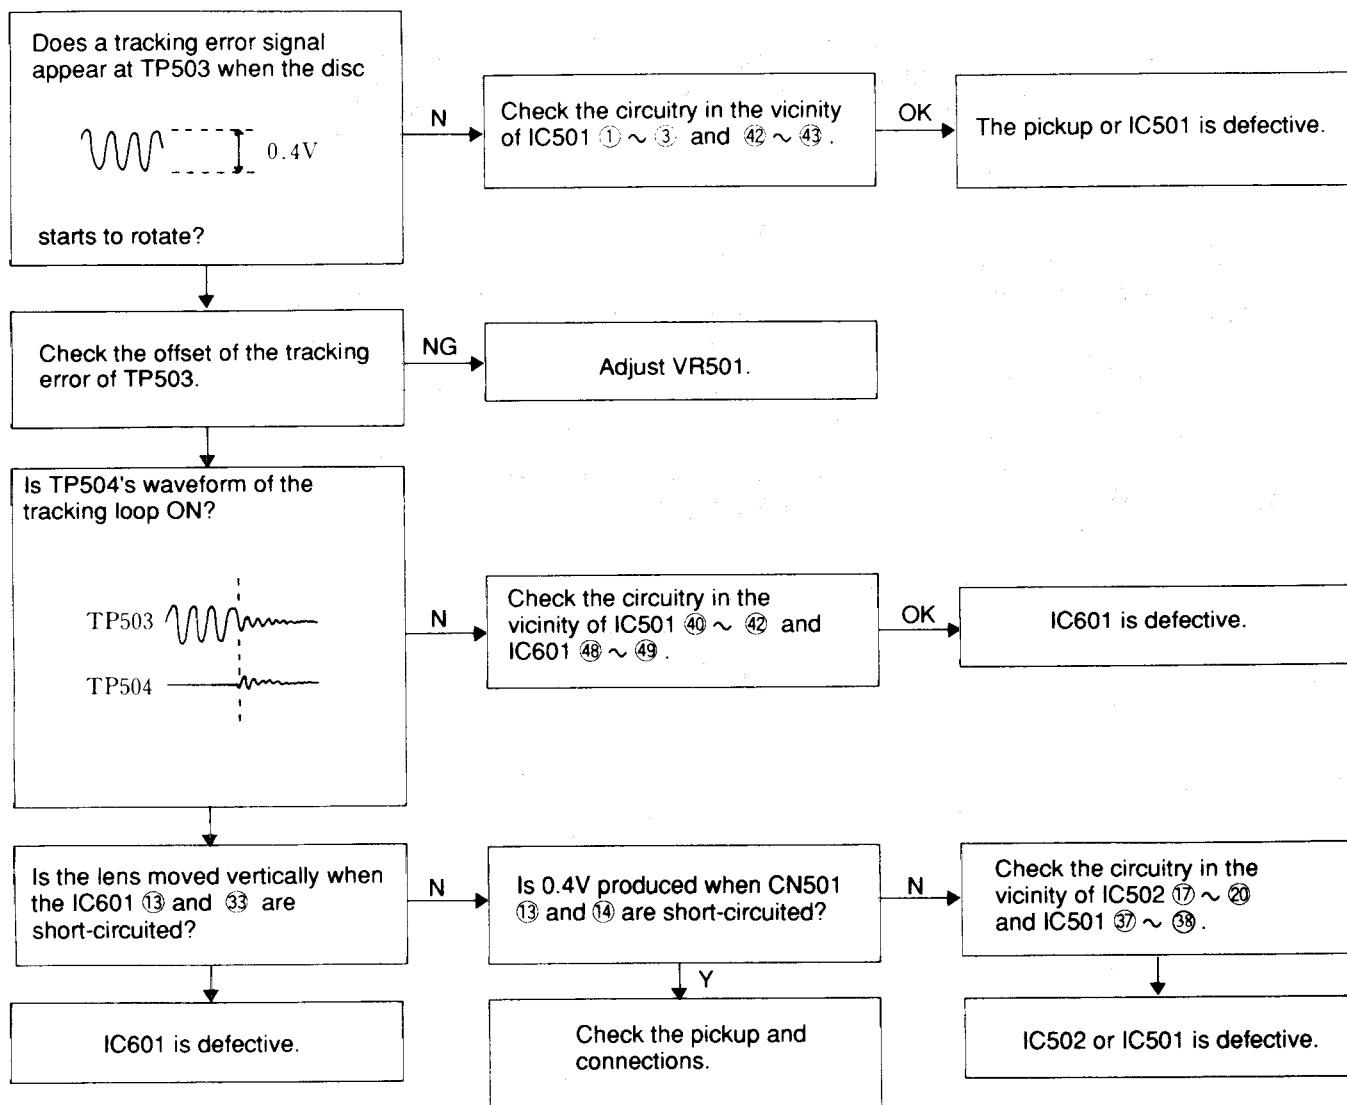 Does a tracking error signal
appear at TP503 when the disc
0.4V
starts to rotate?
N
Check the circuitry in the vicinity
of IC501 ① ~ ③ and ㊷ ~ ㊸.
OK
The pickup or IC501 is defective.
Check the offset of the tracking
error of TP503.
NG
Adjust VR501.
Is TP504's waveform of the
tracking loop ON?
TP503
TP504
N
Check the circuitry in the
vicinity of IC501 ㊵ ~ ㊷ and
IC601 ㊽ ~ ㊾.
OK
IC601 is defective.
Is the lens moved vertically when
the IC601 ⑬ and ㉝ are
short-circuited?
N
Is 0.4V produced when CN501
⑬ and ⑭ are short-circuited?
N
Check the circuitry in the
vicinity of IC502 ⑰ ~ ⑳
and IC501 ㊲ ~ ㊳.
Y
IC601 is defective.
Check the pickup and
connections.
IC502 or IC501 is defective.